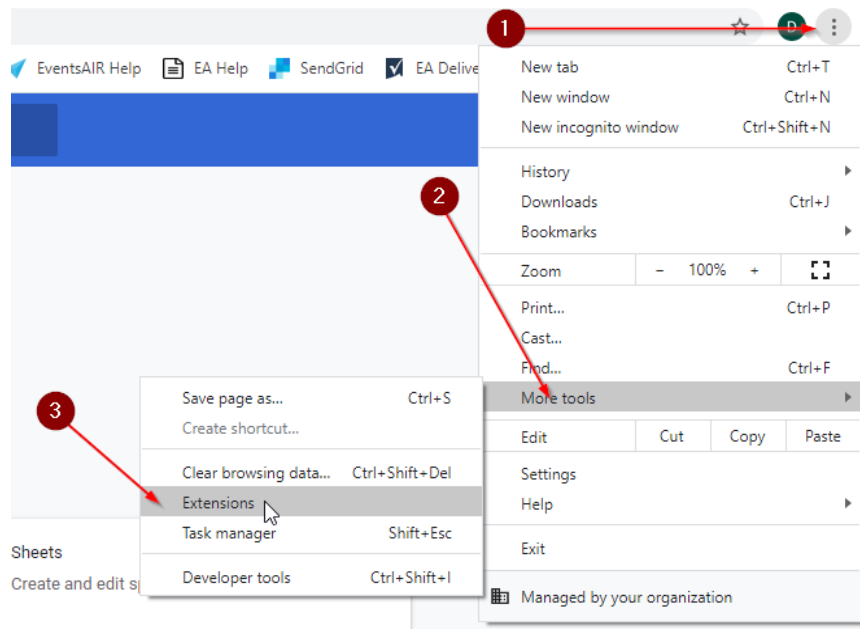 1
D
EventsAIR Help EA Help SendGrid EA Delive
New tab Ctrl+T
New window Ctrl+N
New incognito window Ctrl+Shift+N
History
2
Downloads Ctrl+J
Bookmarks
Zoom - 100% +
Print... Ctrl+P
Cast...
Find... Ctrl+F
More tools
Edit Cut Copy Paste
Settings
Help
Exit
Managed by your organization
3
Save page as... Ctrl+S
Create shortcut...
Clear browsing data... Ctrl+Shift+Del
Extensions
Task manager Shift+Esc
Developer tools Ctrl+Shift+I
Sheets
Create and edit s